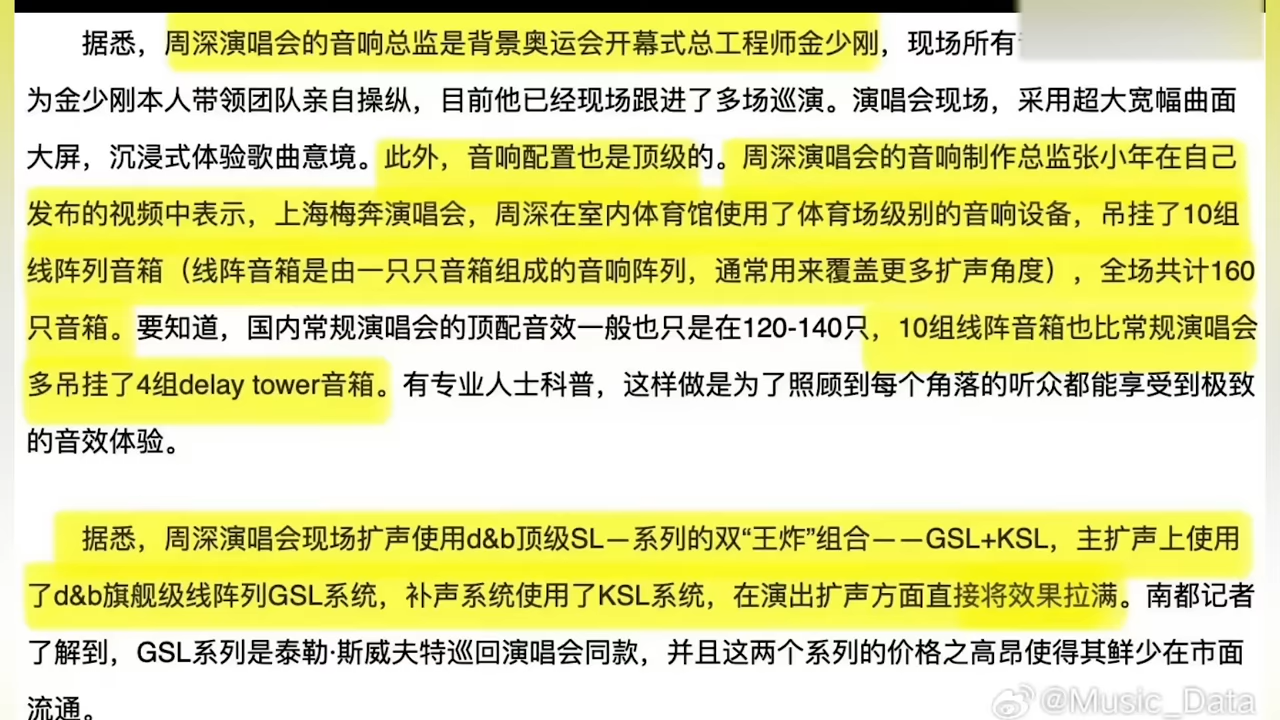 据悉，周深演唱会的音响总监是背景奥运会开幕式总工程师金少刚，现场所有
为金少刚本人带领团队亲自操纵，目前他已经现场跟进了多场巡演。演唱会现场，采用超大宽幅曲面
大屏，沉浸式体验歌曲意境。此外，音响配置也是顶级的。周深演唱会的音响制作总监张小年在自己
发布的视频中表示，上海梅奔演唱会，周深在室内体育馆使用了体育场级别的音响设备，吊挂了10组
线阵列音箱（线阵音箱是由一只只音箱组成的音响阵列，通常用来覆盖更多扩声角度），全场共计160
只音箱。要知道，国内常规演唱会的顶配音效一般也只是在120-140只，10组线阵音箱也比常规演唱会
多吊挂了4组delay tower音箱。有专业人士科普，这样做是为了照顾到每个角落的听众都能享受到极致
的音效体验。
据悉，周深演唱会现场扩声使用d&b顶级SL—系列的双“王炸”组合——GSL+KSL，主扩声上使用
了d&b旗舰级线阵列GSL系统，补声系统使用了KSL系统，在演出扩声方面直接将效果拉满。南都记者
了解到，GSL系列是泰勒·斯威夫特巡回演唱会同款，并且这两个系列的价格之高昂使得其鲜少在市面
流通。
@Music_Data